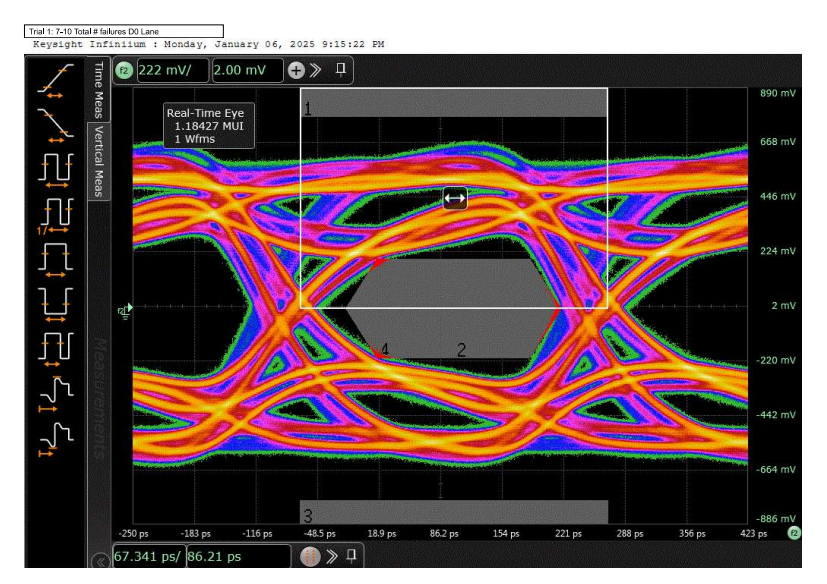 Trial 1: 7-10 Total # failures D0 Lane
Keysight Infiniium : Monday, January 06, 2025 9:15:22 PM
f2 222 mV/ 2.00 mV
Time Meas
Vertical Meas
Measurements
Real-Time Eye
1.18427 MUI
1 Wfms
1
890 mV
668 mV
446 mV
224 mV
2 mV
-220 mV
-442 mV
-664 mV
-886 mV
1/
f2
4
2
3
-250 ps -183 ps -116 ps -48.5 ps 18.9 ps 86.2 ps 154 ps 221 ps 288 ps 356 ps 423 ps f2
67.341 ps/ 86.21 ps